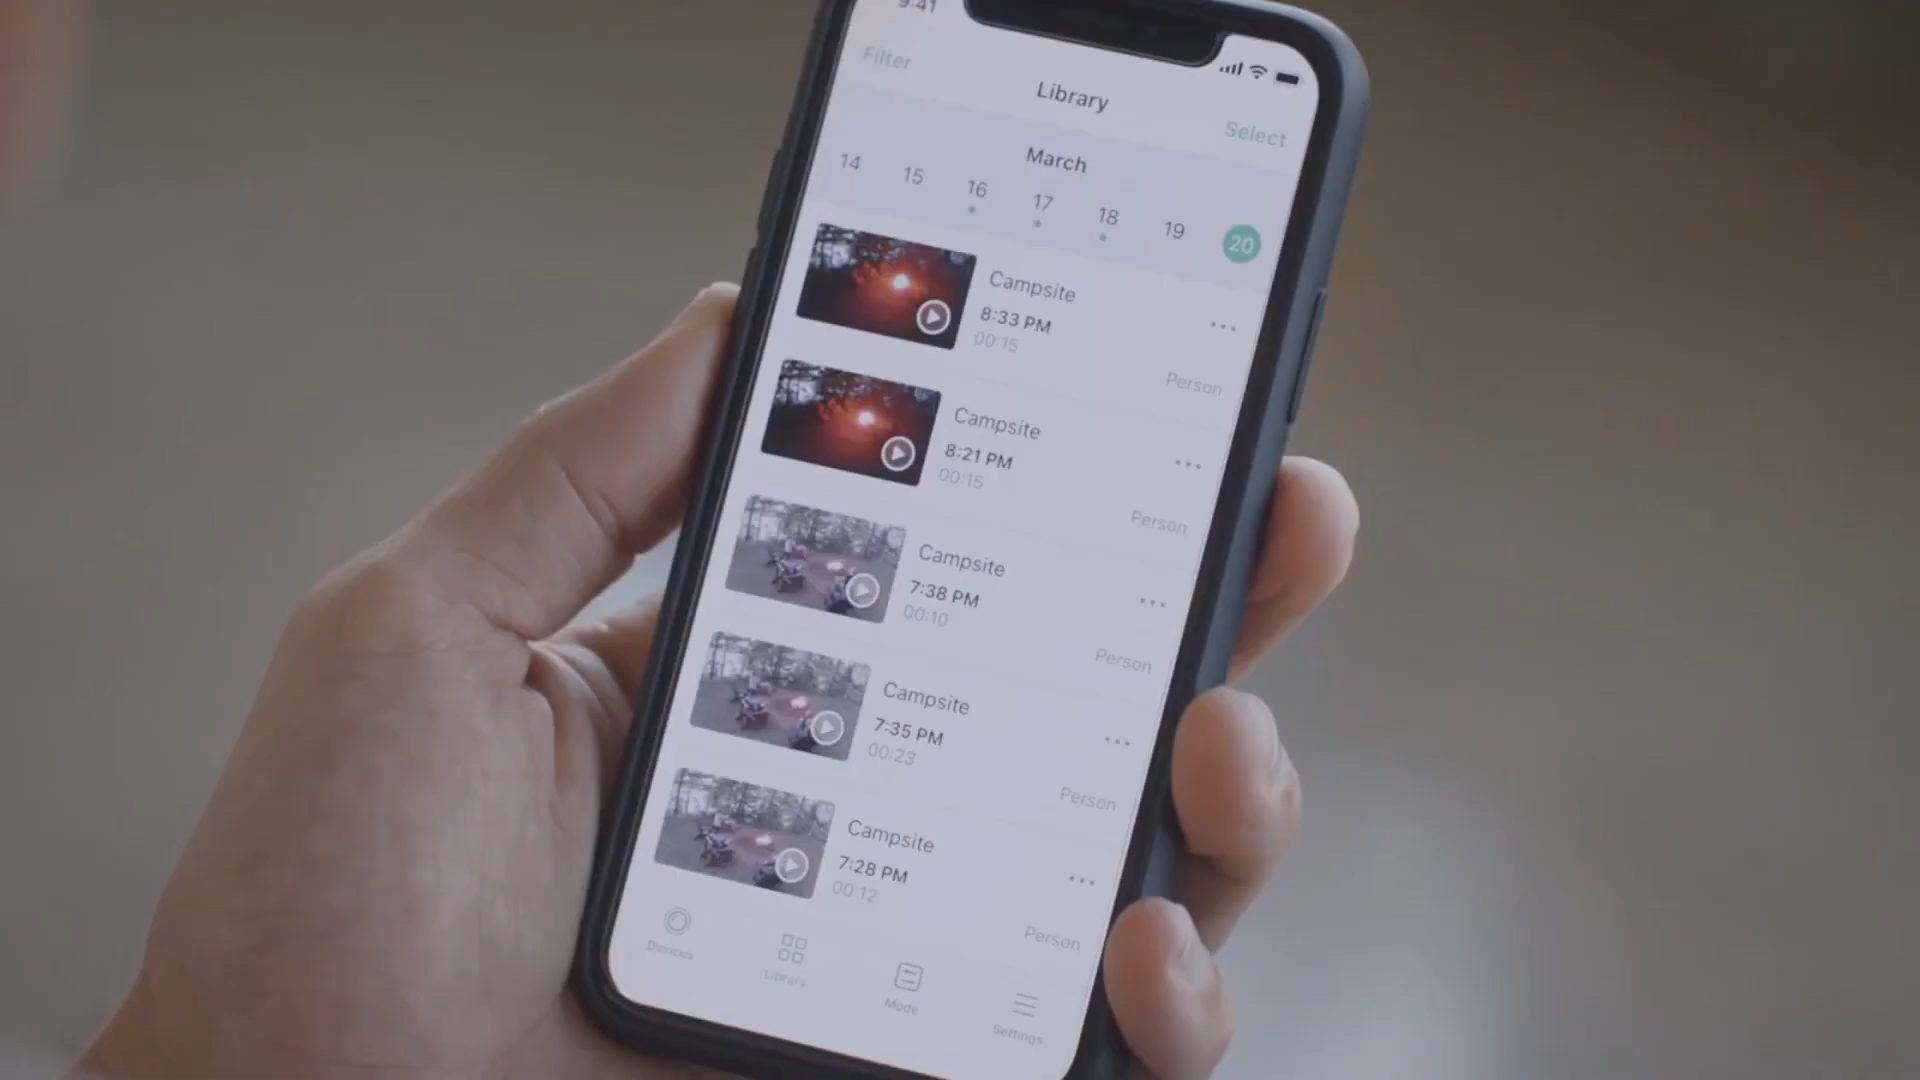 9:41
Filter
Library
Select
March
14 15 16 17 18 19 20
Campsite
8:33 PM
00:15
Person
Campsite
8:21 PM
00:15
Person
Campsite
7:38 PM
00:10
Person
Campsite
7:35 PM
00:23
Person
Campsite
7:28 PM
00:12
Person
Devices Library Mode Settings